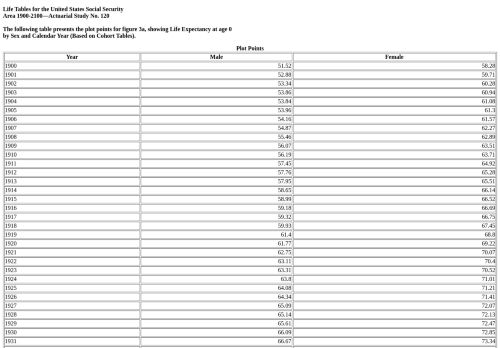 Life Tables for the United States Social Security
Area 1900-2100—Actuarial Study No. 120
The following table presents the plot points for figure 3a, showing Life Expectancy at age 0
by Sex and Calendar Year (Based on Cohort Tables).
Plot Points
Year Male Female
1900 51.52 58.28
1901 52.88 59.71
1902 53.34 60.28
1903 53.86 60.94
1904 53.84 61.08
1905 53.96 61.3
1906 54.16 61.57
1907 54.87 62.27
1908 55.46 62.89
1909 56.07 63.51
1910 56.19 63.71
1911 57.45 64.92
1912 57.76 65.28
1913 57.95 65.51
1914 58.65 66.14
1915 58.99 66.52
1916 59.18 66.69
1917 59.32 66.75
1918 59.93 67.45
1919 61.4 68.8
1920 61.77 69.22
1921 62.75 70.07
1922 63.11 70.4
1923 63.31 70.52
1924 63.8 71.01
1925 64.08 71.21
1926 64.34 71.41
1927 65.09 72.07
1928 65.14 72.13
1929 65.61 72.47
1930 66.09 72.85
1931 66.67 73.34